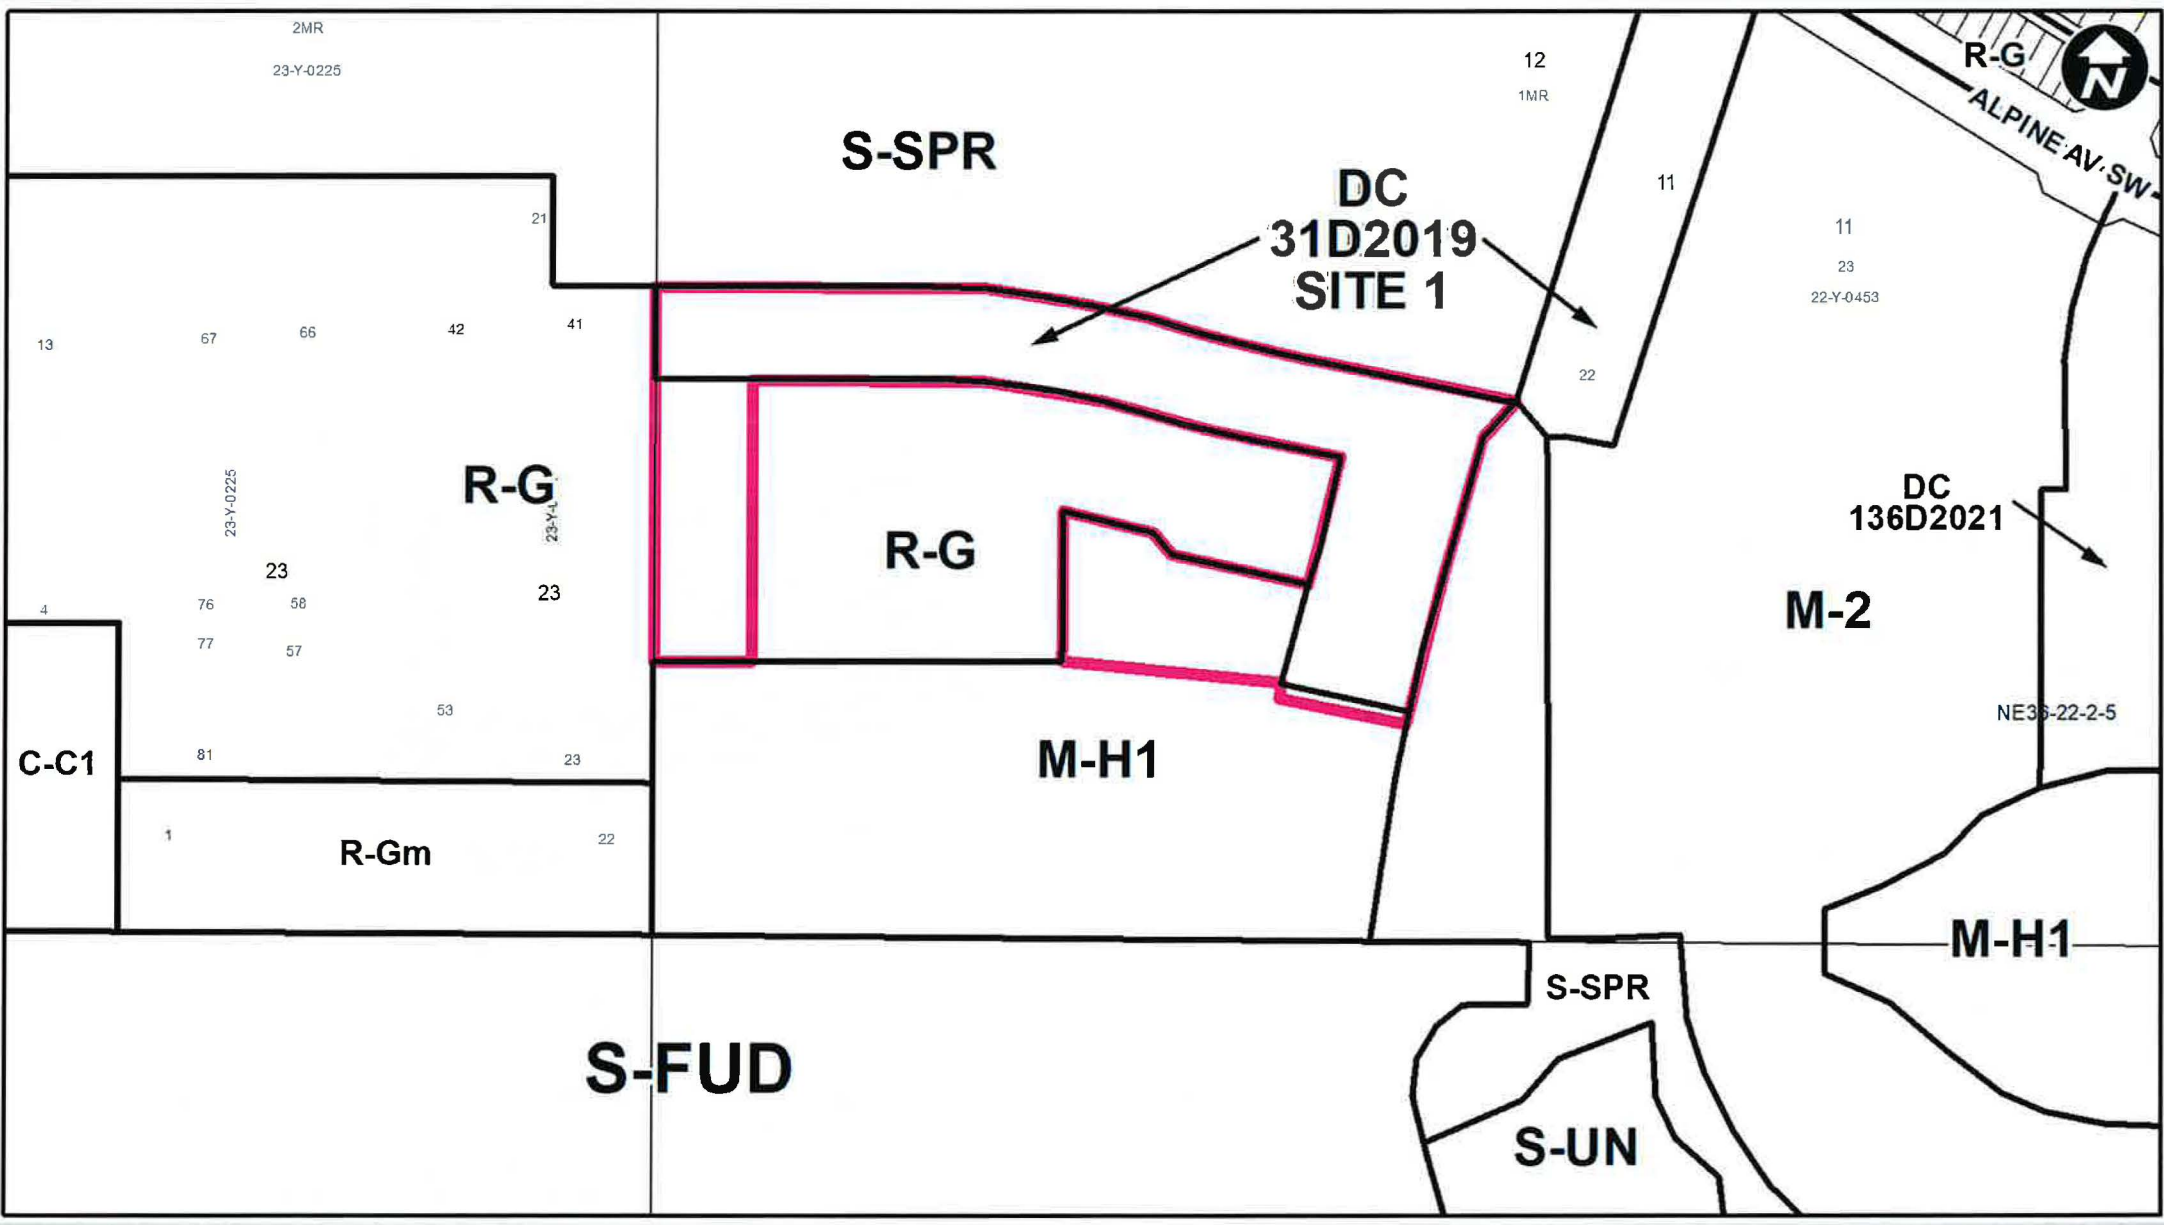 2MR
23-Y-0225
12
1MR
R-G
N
ALPINE AV SW
S-SPR
DC
31D2019
SITE 1
11
21
11
23
22-Y-0453
13
67
66
42
41
22
23-Y-0225
R-G
R-G
DC
136D2021
23
23
4
76
58
77
57
M-2
53
NE36-22-2-5
C-C1
81
23
M-H1
1
R-Gm
22
M-H1
S-SPR
S-FUD
S-UN